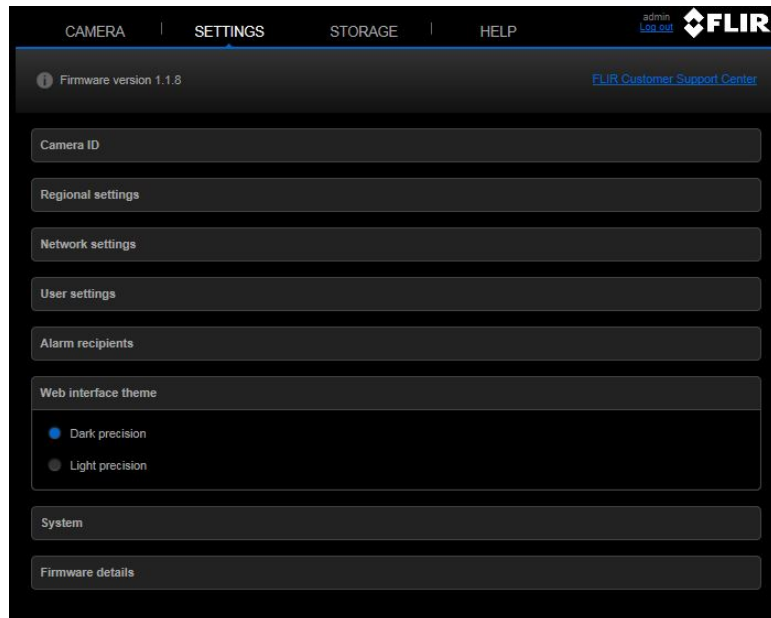 CAMERA SETTINGS STORAGE HELP admin
Log out
FLIR
Firmware version 1.1.8 FLIR Customer Support Center
Camera ID
Regional settings
Network settings
User settings
Alarm recipients
Web interface theme
Dark precision
Light precision
System
Firmware details